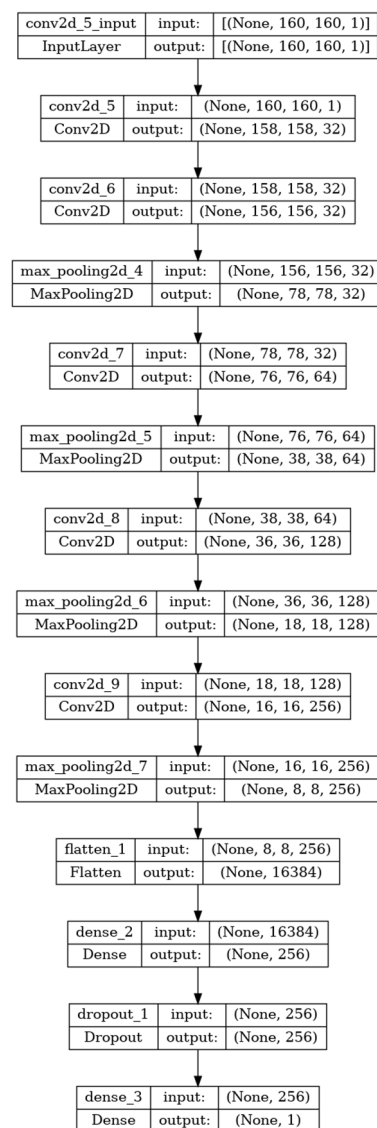 conv2d_5_input input: [(None, 160, 160, 1)]
InputLayer output: [(None, 160, 160, 1)]
conv2d_5 input: (None, 160, 160, 1)
Conv2D output: (None, 158, 158, 32)
conv2d_6 input: (None, 158, 158, 32)
Conv2D output: (None, 156, 156, 32)
max_pooling2d_4 input: (None, 156, 156, 32)
MaxPooling2D output: (None, 78, 78, 32)
conv2d_7 input: (None, 78, 78, 32)
Conv2D output: (None, 76, 76, 64)
max_pooling2d_5 input: (None, 76, 76, 64)
MaxPooling2D output: (None, 38, 38, 64)
conv2d_8 input: (None, 38, 38, 64)
Conv2D output: (None, 36, 36, 128)
max_pooling2d_6 input: (None, 36, 36, 128)
MaxPooling2D output: (None, 18, 18, 128)
conv2d_9 input: (None, 18, 18, 128)
Conv2D output: (None, 16, 16, 256)
max_pooling2d_7 input: (None, 16, 16, 256)
MaxPooling2D output: (None, 8, 8, 256)
flatten_1 input: (None, 8, 8, 256)
Flatten output: (None, 16384)
dense_2 input: (None, 16384)
Dense output: (None, 256)
dropout_1 input: (None, 256)
Dropout output: (None, 256)
dense_3 input: (None, 256)
Dense output: (None, 1)